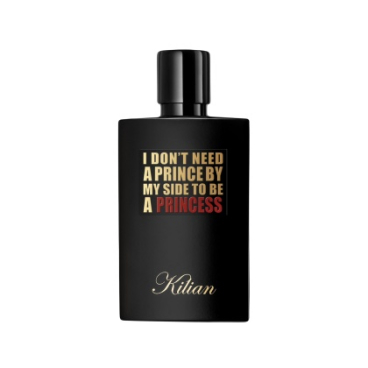 I DON'T NEED
A PRINCE BY
MY SIDE TO BE
A PRINCESS
Kilian